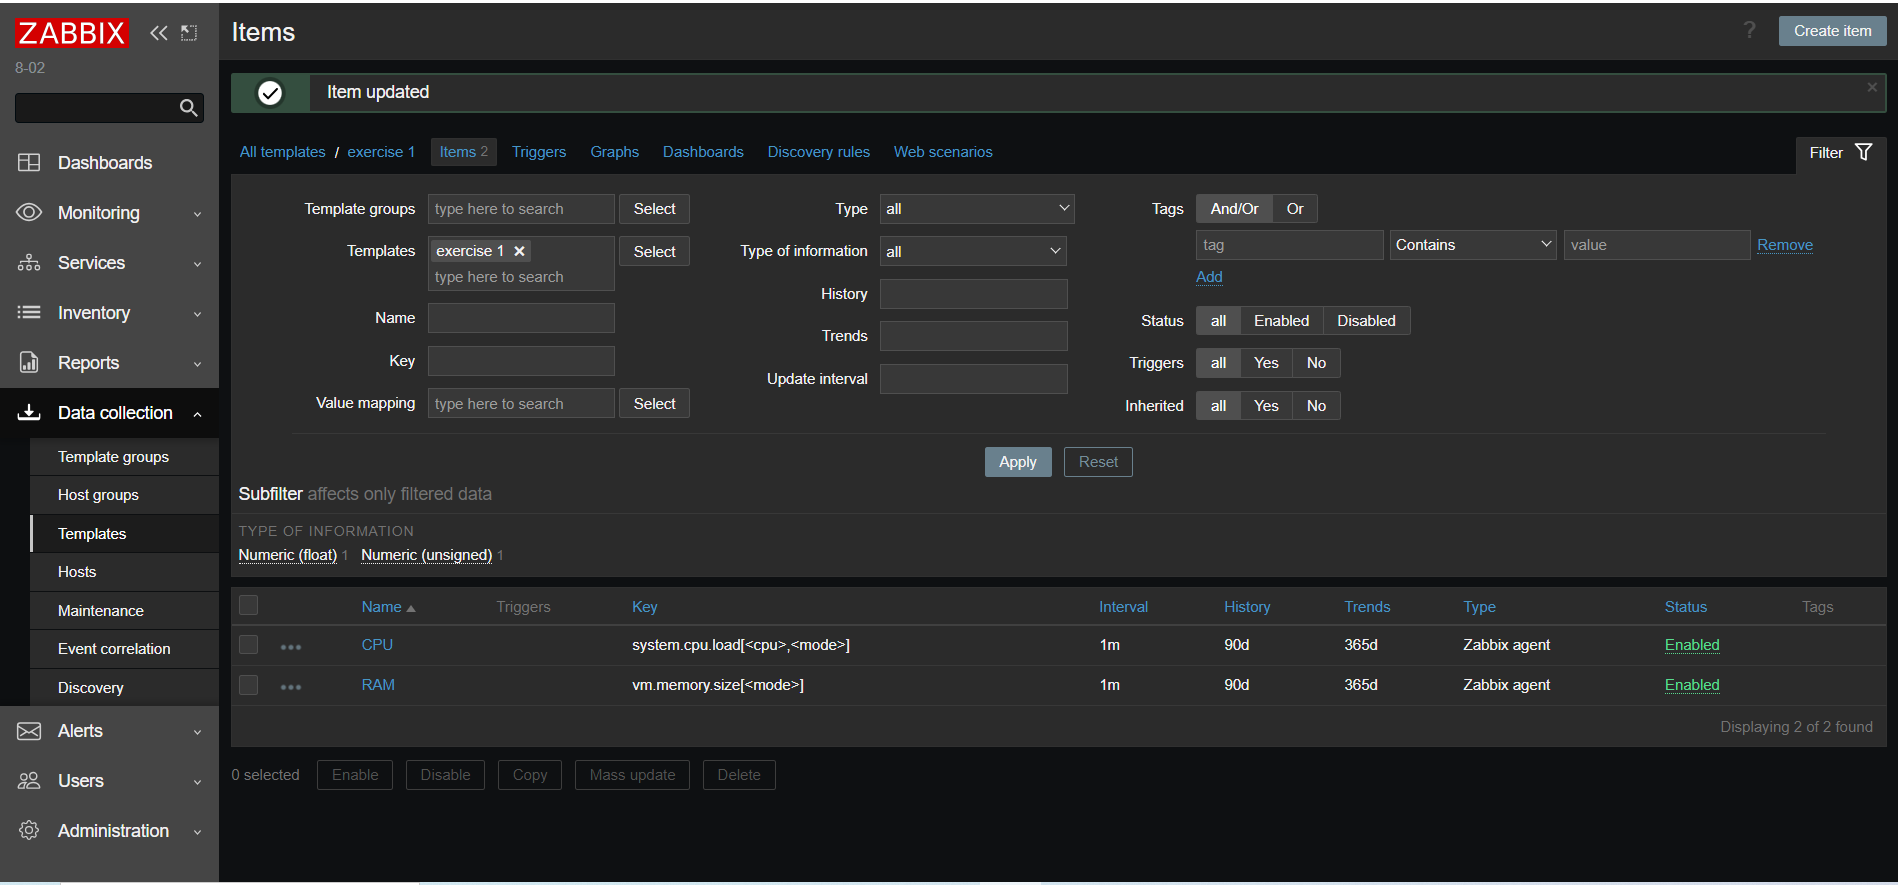 ZABBIX
8-02
Dashboards
Monitoring
Services
Inventory
Reports
Data collection
Template groups
Host groups
Templates
Hosts
Maintenance
Event correlation
Discovery
Alerts
Users
Administration
Items
? Create item
Item updated
All templates / exercise 1 Items 2 Triggers Graphs Dashboards Discovery rules Web scenarios
Filter
Template groups type here to search Select
Templates exercise 1 Select
type here to search
Name
Key
Value mapping type here to search Select
Type all
Type of information all
History
Trends
Update interval
Tags And/Or Or
tag Contains value Remove
Add
Status all Enabled Disabled
Triggers all Yes No
Inherited all Yes No
Apply Reset
Subfilter affects only filtered data
TYPE OF INFORMATION
Numeric (float) 1 Numeric (unsigned) 1
Name Triggers Key Interval History Trends Type Status Tags
CPU system.cpu.load[<cpu>,<mode>] 1m 90d 365d Zabbix agent Enabled
RAM vm.memory.size[<mode>] 1m 90d 365d Zabbix agent Enabled
Displaying 2 of 2 found
0 selected Enable Disable Copy Mass update Delete